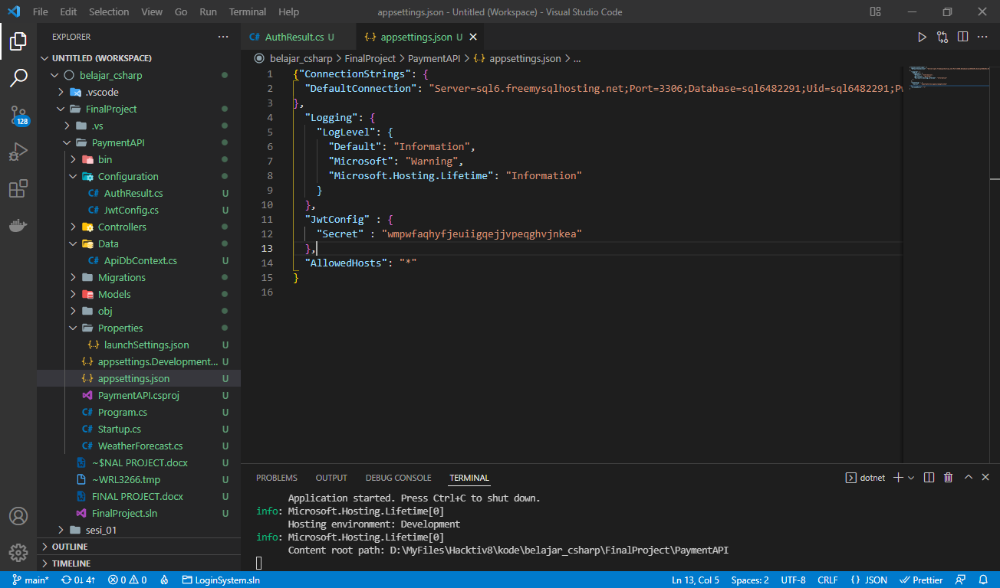 File Edit Selection View Go Run Terminal Help appsettings.json - Untitled (Workspace) - Visual Studio Code
EXPLORER
UNTITLED (WORKSPACE)
belajar_csharp
.vscode
FinalProject
.vs
PaymentAPI
bin
Configuration
AuthResult.cs U
JwtConfig.cs U
Controllers
Data
ApiDbContext.cs U
Migrations
Models
obj
Properties
launchSettings.json U
appsettings.Development... U
appsettings.json U
PaymentAPI.csproj U
Program.cs U
Startup.cs U
WeatherForecast.cs U
~$NAL PROJECT.docx U
~WRL3266.tmp U
FINAL PROJECT.docx U
FinalProject.sln U
sesi_01
OUTLINE
TIMELINE
128
C# AuthResult.cs U {..} appsettings.json U
belajar_csharp > FinalProject > PaymentAPI > {..} appsettings.json > ...
1 {"ConnectionStrings": {
2 "DefaultConnection": "Server=sql6.freemysqlhosting.net;Port=3306;Database=sql6482291;Uid=sql6482291;Pw
3 },
4 "Logging": {
5 "LogLevel": {
6 "Default": "Information",
7 "Microsoft": "Warning",
8 "Microsoft.Hosting.Lifetime": "Information"
9 }
10 },
11 "JwtConfig" : {
12 "Secret" : "wmpwfaqhyfjeuiigqejjvpeqghvjnkea"
13 },
14 "AllowedHosts": "*"
15 }
16
PROBLEMS OUTPUT DEBUG CONSOLE TERMINAL dotnet
Application started. Press Ctrl+C to shut down.
info: Microsoft.Hosting.Lifetime[0]
Hosting environment: Development
info: Microsoft.Hosting.Lifetime[0]
Content root path: D:\MyFiles\Hacktiv8\kode\belajar_csharp\FinalProject\PaymentAPI
main* 0↓ 4↑ 0 0 LoginSystem.sln Ln 13, Col 5 Spaces: 2 UTF-8 CRLF {} JSON Prettier